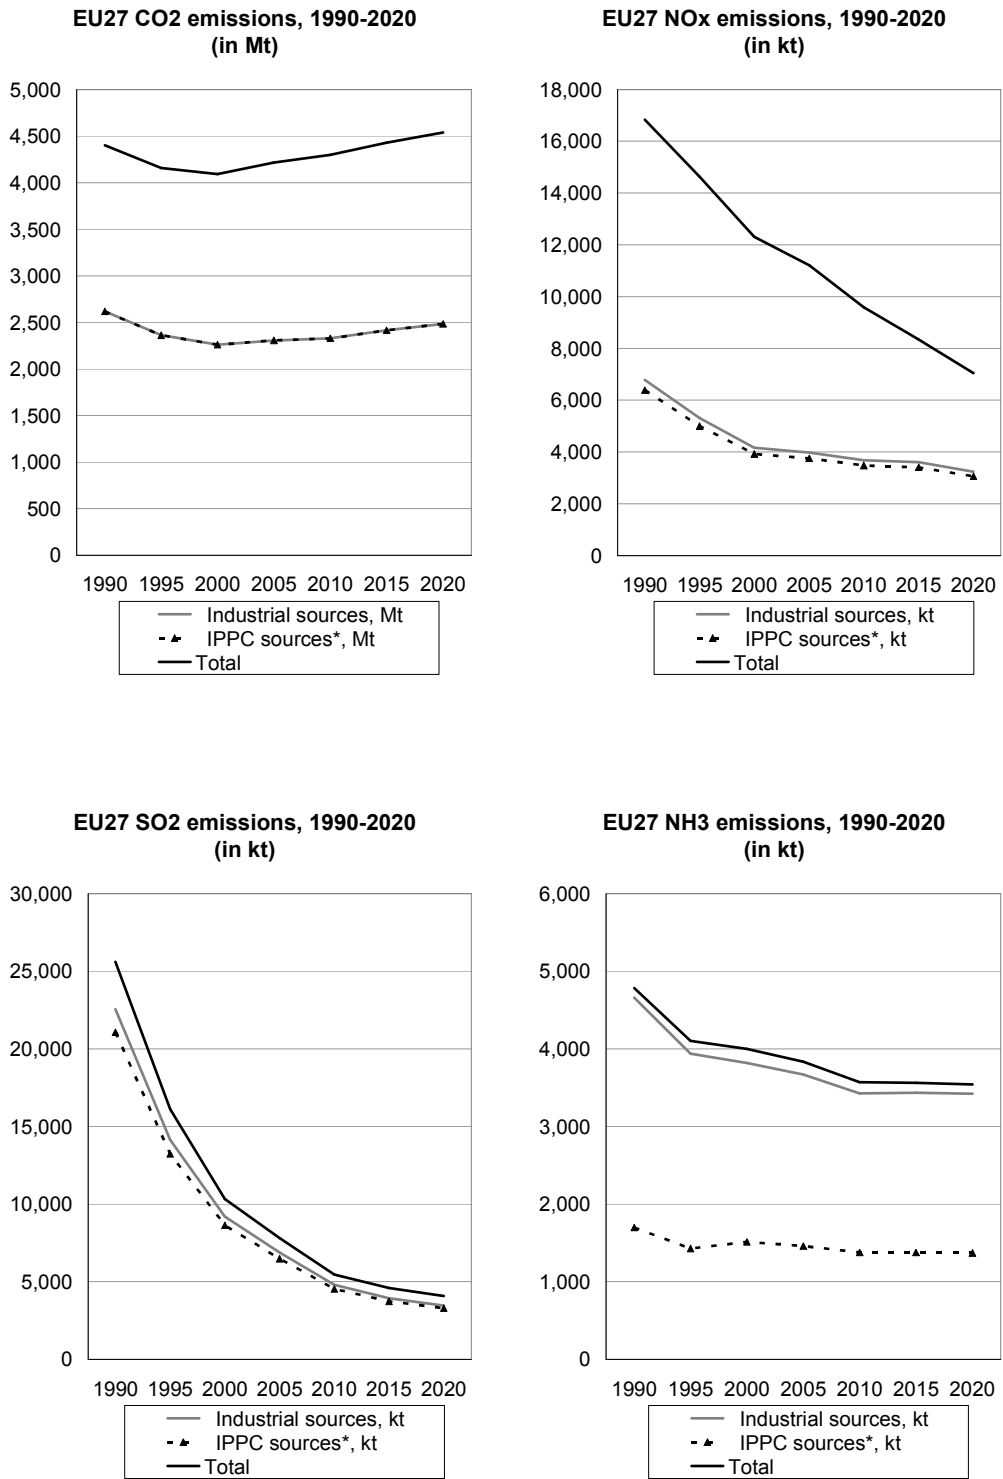 EU27 CO2 emissions, 1990-2020
(in Mt)
5,000
4,500
4,000
3,500
3,000
2,500
2,000
1,500
1,000
500
0
1990 1995 2000 2005 2010 2015 2020
Industrial sources, Mt
IPPC sources*, Mt
Total
EU27 NOx emissions, 1990-2020
(in kt)
18,000
16,000
14,000
12,000
10,000
8,000
6,000
4,000
2,000
0
1990 1995 2000 2005 2010 2015 2020
Industrial sources, kt
IPPC sources*, kt
Total
EU27 SO2 emissions, 1990-2020
(in kt)
30,000
25,000
20,000
15,000
10,000
5,000
0
1990 1995 2000 2005 2010 2015 2020
Industrial sources, kt
IPPC sources*, kt
Total
EU27 NH3 emissions, 1990-2020
(in kt)
6,000
5,000
4,000
3,000
2,000
1,000
0
1990 1995 2000 2005 2010 2015 2020
Industrial sources, kt
IPPC sources*, kt
Total